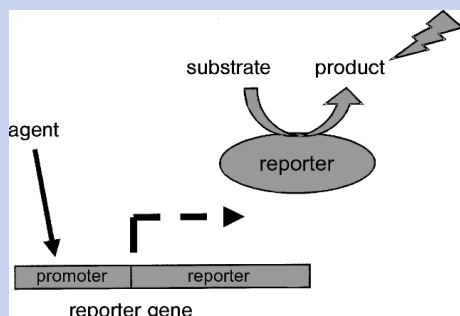 substrate product
agent
reporter
promoter reporter
reporter gene